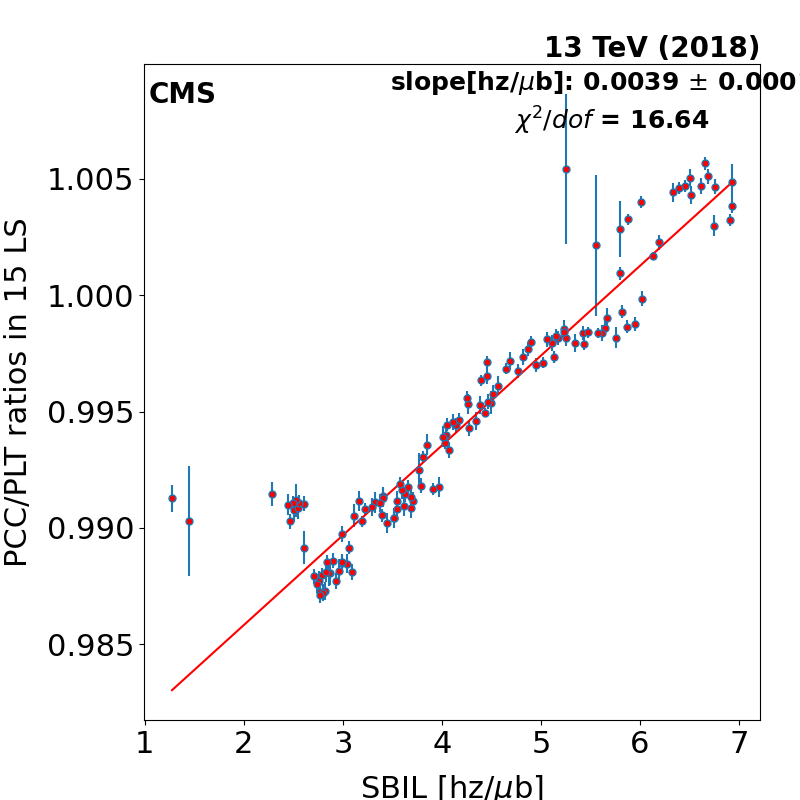 13 TeV (2018)
CMS
slope[hz/μb]: 0.0039 ± 0.000
χ²/dof = 16.64
PCC/PLT ratios in 15 LS
1.005
1.000
0.995
0.990
0.985
1 2 3 4 5 6 7
SBIL [hz/μb]